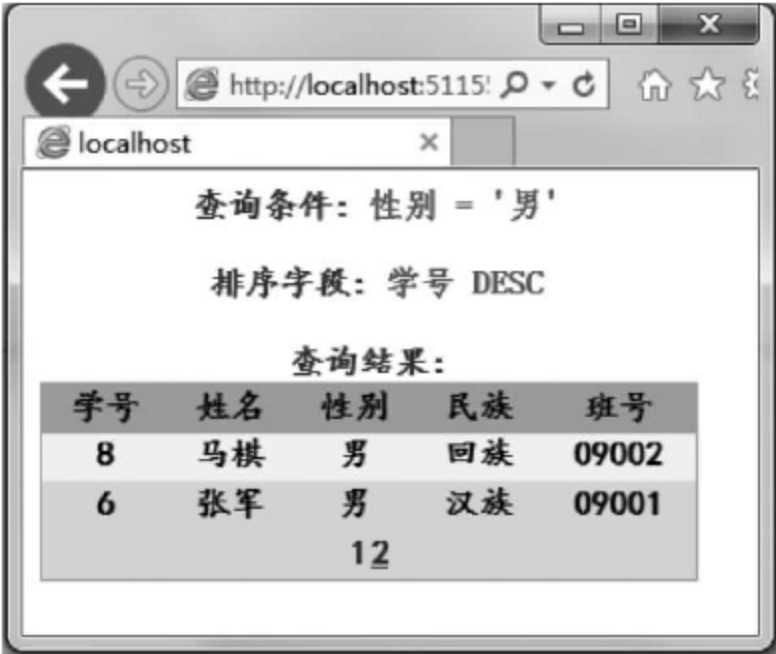 http://localhost:5115
localhost
查询条件: 性别 = '男'
排序字段: 学号 DESC
查询结果:
学号 姓名 性别 民族 班号
8 马棋 男 回族 09002
6 张军 男 汉族 09001
1 2